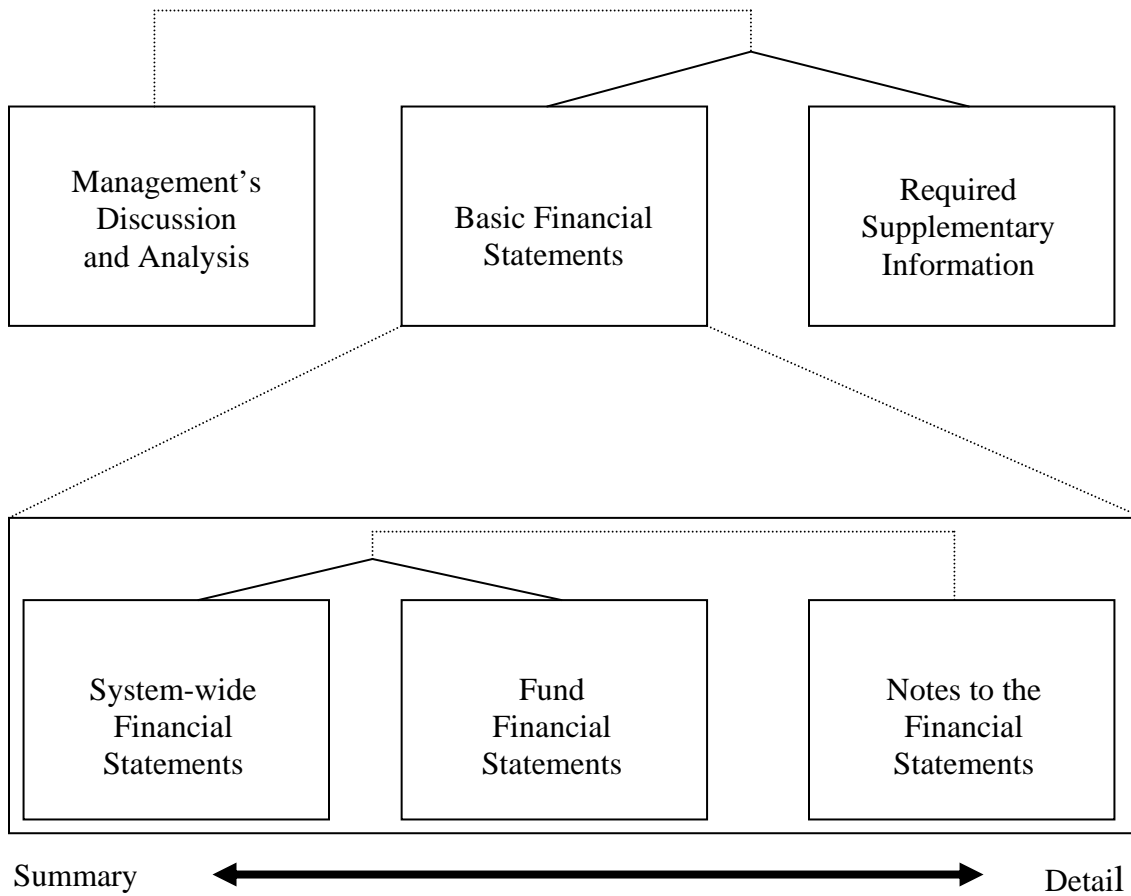 Management’s
Discussion
and Analysis
Basic Financial
Statements
Required
Supplementary
Information
System-wide
Financial
Statements
Fund
Financial
Statements
Notes to the
Financial
Statements
Summary
Detail